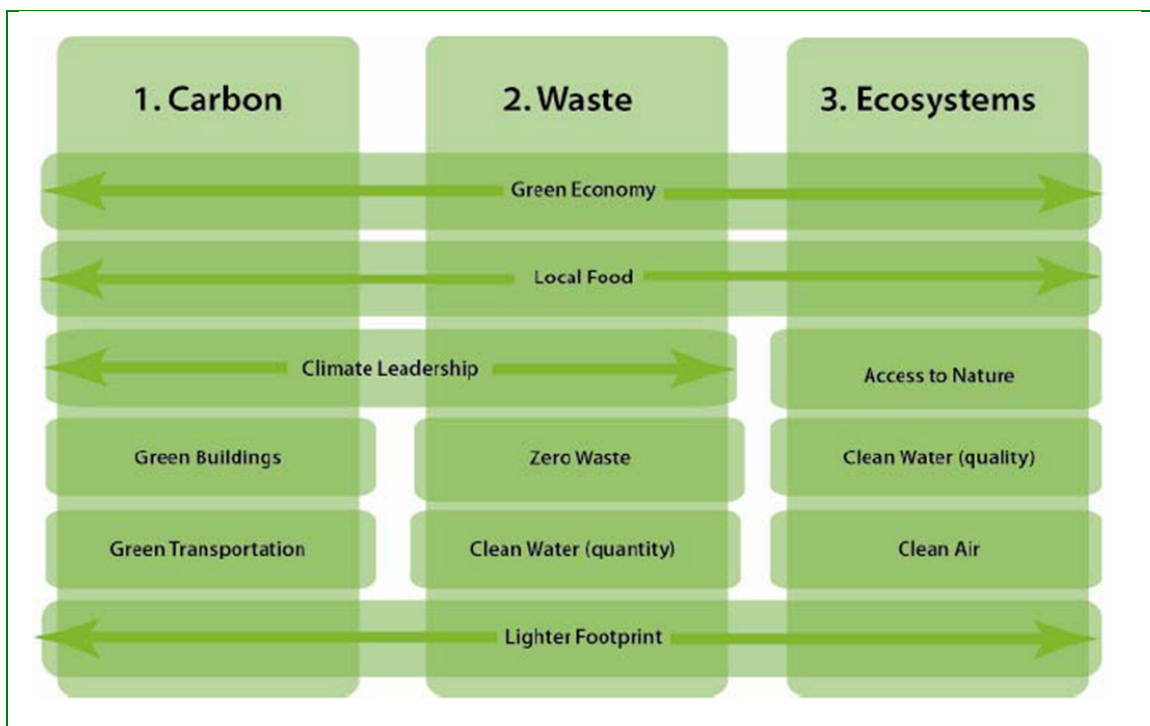 1. Carbon
2. Waste
3. Ecosystems
Green Economy
Local Food
Climate Leadership
Access to Nature
Green Buildings
Zero Waste
Clean Water (quality)
Green Transportation
Clean Water (quantity)
Clean Air
Lighter Footprint